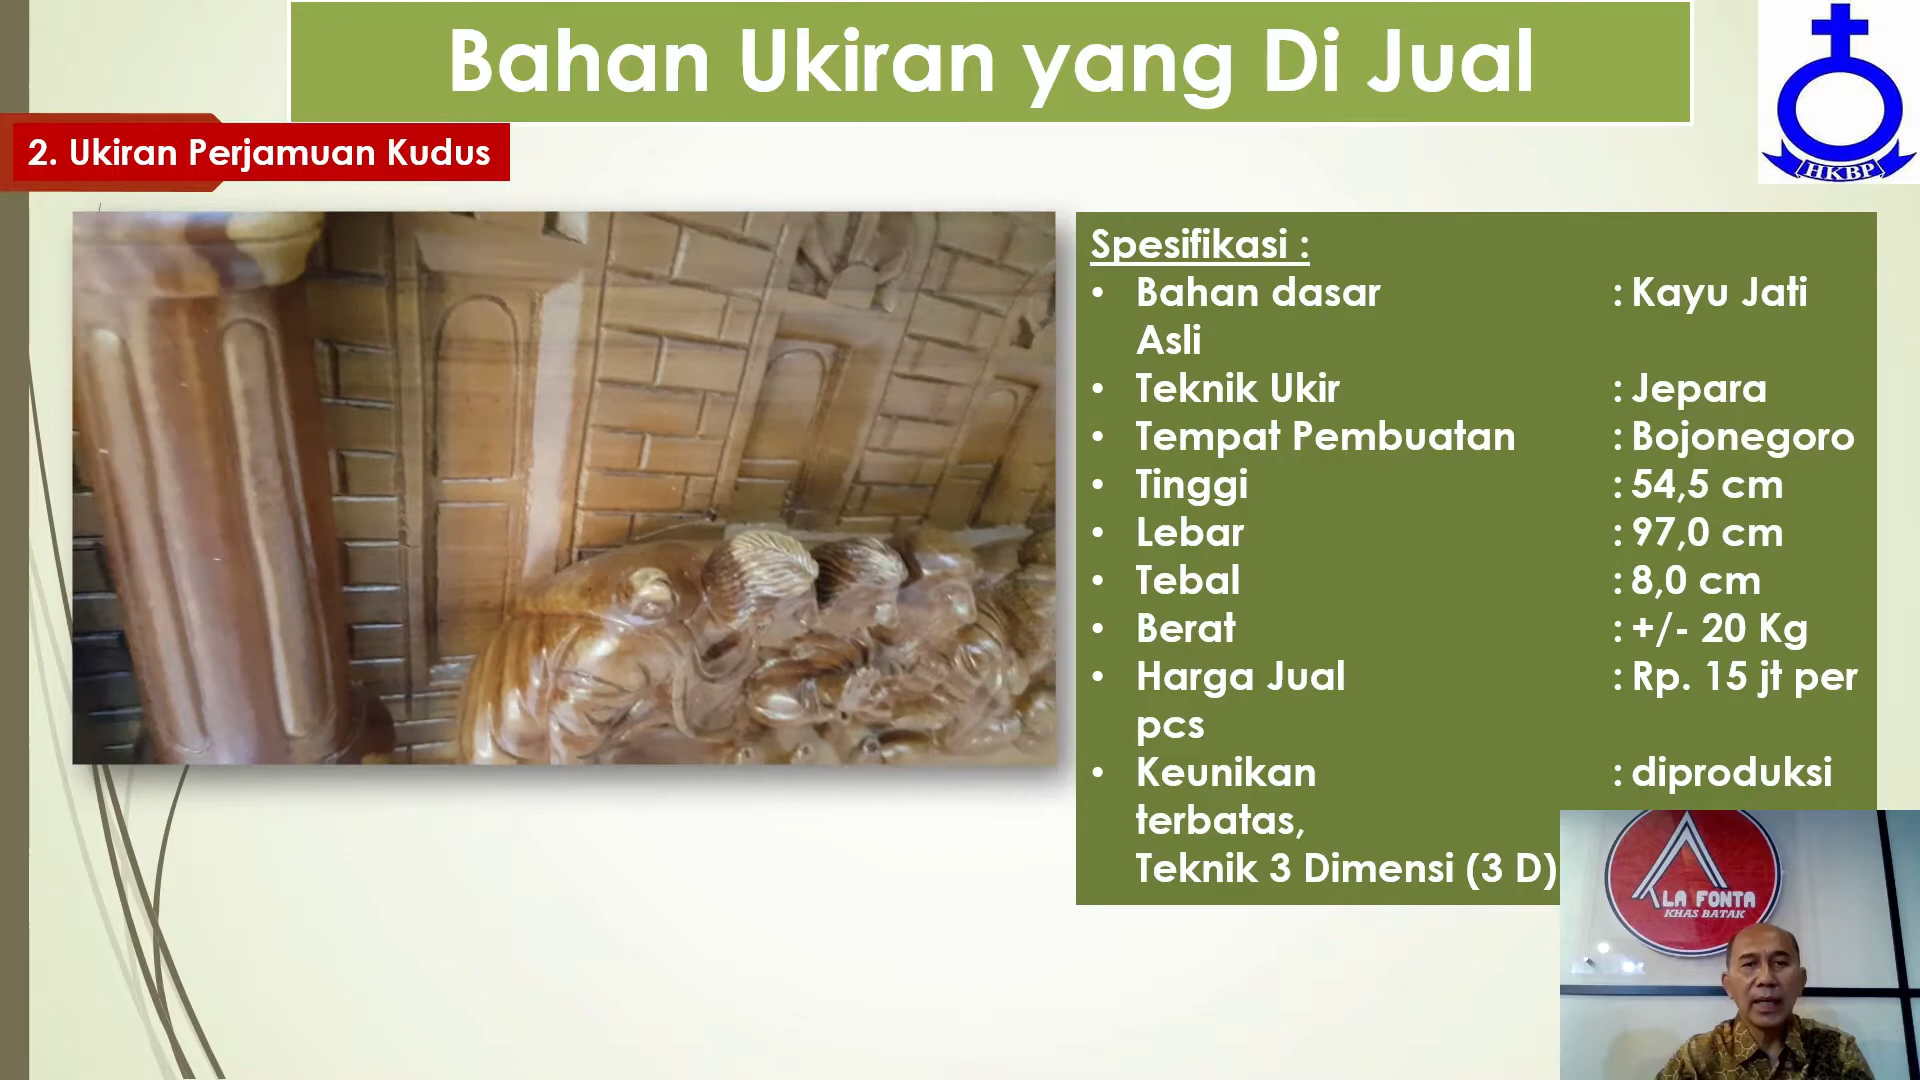 Bahan Ukiran yang Di Jual
HKBP
2. Ukiran Perjamuan Kudus
Spesifikasi :
• Bahan dasar : Kayu Jati
Asli
• Teknik Ukir : Jepara
• Tempat Pembuatan : Bojonegoro
• Tinggi : 54,5 cm
• Lebar : 97,0 cm
• Tebal : 8,0 cm
• Berat : +/- 20 Kg
• Harga Jual : Rp. 15 jt per
pcs
• Keunikan : diproduksi
terbatas,
Teknik 3 Dimensi (3 D)
LA FONTA
KHAS BATAK